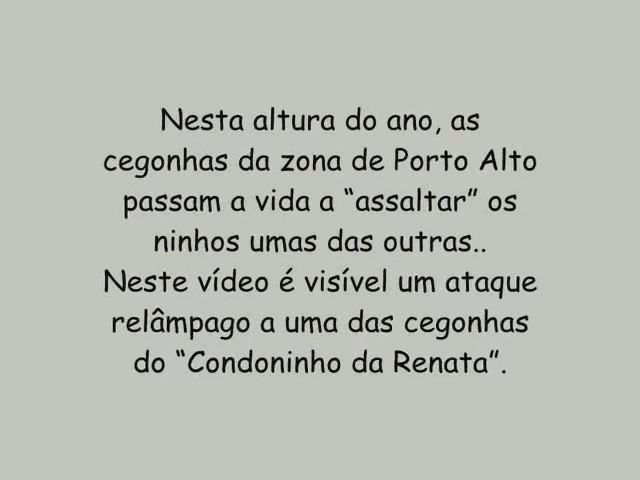 Nesta altura do ano, as
cegonhas da zona de Porto Alto
passam a vida a “assaltar” os
ninhos umas das outras..
Neste vídeo é visível um ataque
relâmpago a uma das cegonhas
do “Condoninho da Renata”.